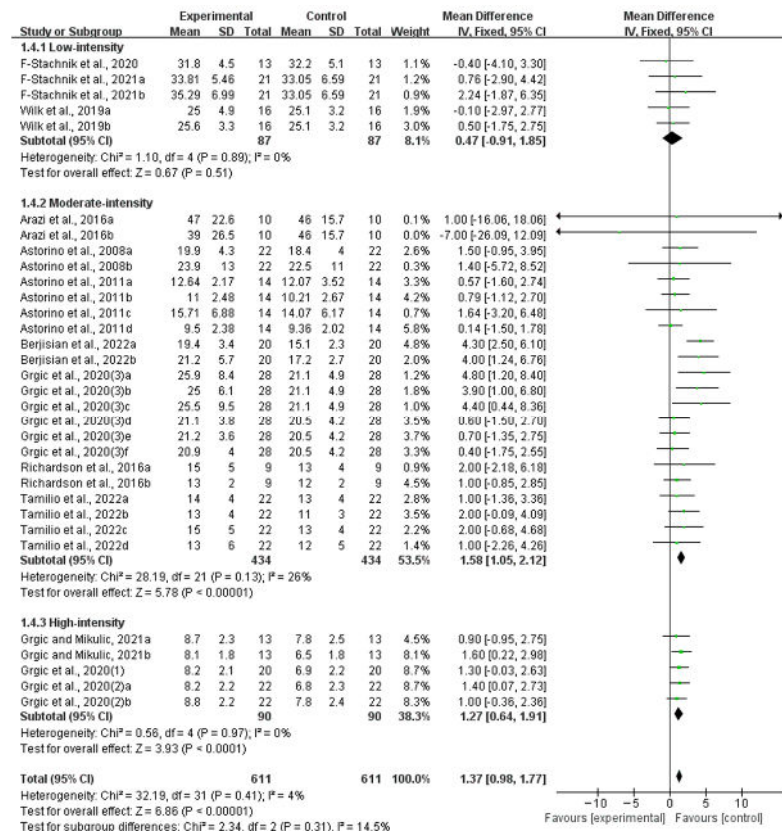 Experimental Control Mean Difference Mean Difference
Study or Subgroup Mean SD Total Mean SD Total Weight IV, Fixed, 95% CI IV, Fixed, 95% CI
1.4.1 Low-intensity
F-Stachnik et al., 2020 31.8 4.5 13 32.2 5.1 13 1.1% -0.40 [-4.10, 3.30]
F-Stachnik et al., 2021a 33.81 5.46 21 33.05 6.59 21 1.2% 0.76 [-2.90, 4.42]
F-Stachnik et al., 2021b 35.29 6.99 21 33.05 6.59 21 0.9% 2.24 [-1.87, 6.35]
Wilk et al., 2019a 25 4.9 16 25.1 3.2 16 1.9% -0.10 [-2.97, 2.77]
Wilk et al., 2019b 25.6 3.3 16 25.1 3.2 16 3.1% 0.50 [-1.75, 2.75]
Subtotal (95% CI) 87 87 8.1% 0.47 [-0.91, 1.85]
Heterogeneity: Chi² = 1.10, df = 4 (P = 0.89); I² = 0%
Test for overall effect: Z = 0.67 (P = 0.51)
1.4.2 Moderate-intensity
Arazi et al., 2016a 47 22.6 10 46 15.7 10 0.1% 1.00 [-16.06, 18.06]
Arazi et al., 2016b 39 26.5 10 46 15.7 10 0.0% -7.00 [-26.09, 12.09]
Astorino et al., 2008a 19.9 4.3 22 18.4 4 22 2.6% 1.50 [-0.95, 3.95]
Astorino et al., 2008b 23.9 13 22 22.5 11 22 0.3% 1.40 [-5.72, 8.52]
Astorino et al., 2011a 12.64 2.17 14 12.07 3.52 14 3.3% 0.57 [-1.60, 2.74]
Astorino et al., 2011b 11 2.48 14 10.21 2.67 14 4.3% 0.79 [-1.12, 2.70]
Astorino et al., 2011c 15.71 6.88 14 14.07 6.17 14 0.7% 1.64 [-3.20, 6.48]
Astorino et al., 2011d 9.5 2.38 14 9.36 2.02 14 5.8% 0.14 [-1.50, 1.78]
Berjisian et al., 2022a 19.4 3.4 20 15.1 2.3 20 4.8% 4.30 [2.50, 6.10]
Berjisian et al., 2022b 21.2 5.7 20 17.2 2.7 20 2.0% 4.00 [1.24, 6.76]
Grgic et al., 2020(3)a 25.9 8.4 28 21.1 4.9 28 1.2% 4.80 [1.20, 8.40]
Grgic et al., 2020(3)b 25 6.1 28 21.1 4.9 28 1.8% 3.90 [1.00, 6.80]
Grgic et al., 2020(3)c 25.5 9.5 28 21.1 4.9 28 1.0% 4.40 [0.44, 8.36]
Grgic et al., 2020(3)d 21.1 3.8 28 20.5 4.2 28 3.5% 0.60 [-1.50, 2.70]
Grgic et al., 2020(3)e 21.2 3.6 28 20.5 4.2 28 3.7% 0.70 [-1.35, 2.75]
Grgic et al., 2020(3)f 20.9 4 28 20.5 4.2 28 3.4% 0.40 [-1.75, 2.55]
Richardson et al., 2016a 15 5 9 13 4 9 0.9% 2.00 [-2.18, 6.18]
Richardson et al., 2016b 13 2 9 12 2 9 4.6% 1.00 [-0.85, 2.85]
Tamilio et al., 2022a 14 4 22 13 4 22 2.8% 1.00 [-1.36, 3.36]
Tamilio et al., 2022b 13 4 22 11 3 22 3.6% 2.00 [-0.09, 4.09]
Tamilio et al., 2022c 15 5 22 13 4 22 2.2% 2.00 [-0.68, 4.68]
Tamilio et al., 2022d 13 6 22 12 5 22 1.4% 1.00 [-2.26, 4.26]
Subtotal (95% CI) 434 434 53.5% 1.58 [1.05, 2.12]
Heterogeneity: Chi² = 28.19, df = 21 (P = 0.13); I² = 26%
Test for overall effect: Z = 5.78 (P < 0.00001)
1.4.3 High-intensity
Grgic and Mikulic, 2021a 8.7 2.3 13 7.8 2.5 13 4.5% 0.90 [-0.95, 2.75]
Grgic and Mikulic, 2021b 8.1 1.8 13 6.5 1.8 13 8.1% 1.60 [0.22, 2.98]
Grgic et al., 2020(1) 8.2 2.1 20 6.9 2.2 20 8.7% 1.30 [-0.03, 2.63]
Grgic et al., 2020(2)a 8.2 2.2 22 6.8 2.3 22 8.7% 1.40 [0.07, 2.73]
Grgic et al., 2020(2)b 8.8 2.2 22 7.8 2.4 22 8.3% 1.00 [-0.36, 2.36]
Subtotal (95% CI) 90 90 38.3% 1.27 [0.64, 1.91]
Heterogeneity: Chi² = 0.56, df = 4 (P = 0.97); I² = 0%
Test for overall effect: Z = 3.93 (P < 0.0001)
Total (95% CI) 611 611 100.0% 1.37 [0.98, 1.77]
Heterogeneity: Chi² = 32.19, df = 31 (P = 0.41); I² = 4%
Test for overall effect: Z = 6.86 (P < 0.00001)
Test for subgroup differences: Chi² = 2.34, df = 2 (P = 0.31), I² = 14.5%
-10 -5 0 5 10
Favours [experimental] Favours [control]